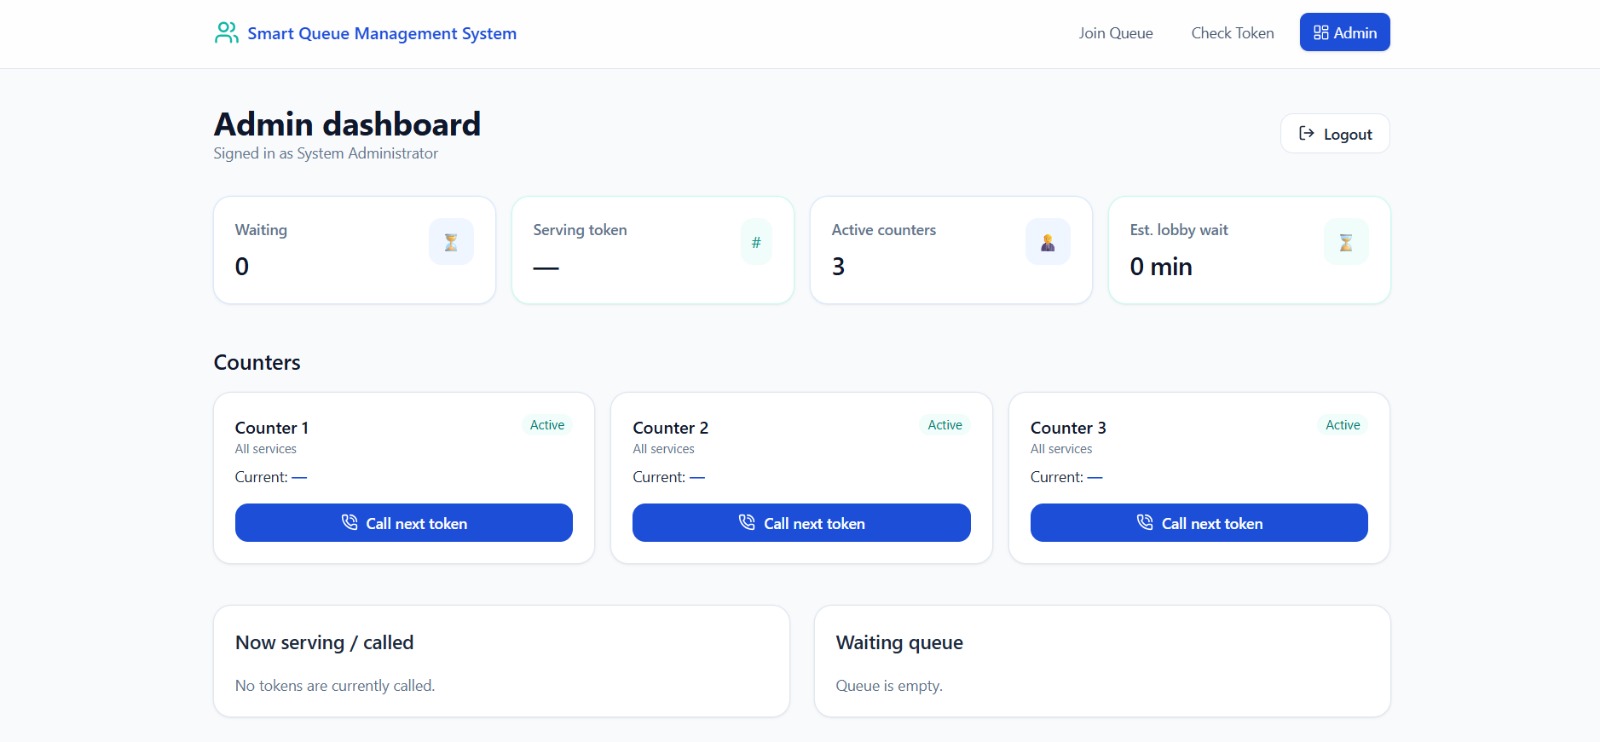 Smart Queue Management System
Join Queue
Check Token
Admin
Admin dashboard
Signed in as System Administrator
Logout
Waiting
0
Serving token
—
#
Active counters
3
Est. lobby wait
0 min
Counters
Counter 1
Active
All services
Current: —
Call next token
Counter 2
Active
All services
Current: —
Call next token
Counter 3
Active
All services
Current: —
Call next token
Now serving / called
No tokens are currently called.
Waiting queue
Queue is empty.